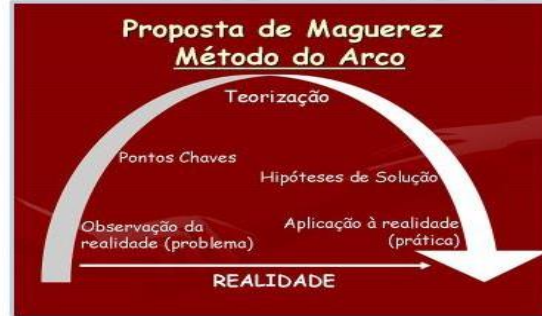 Proposta de Maguerez
Método do Arco
Teorização
Pontos Chaves
Hipóteses de Solução
Observação da
realidade (problema)
Aplicação à realidade
(prática)
REALIDADE